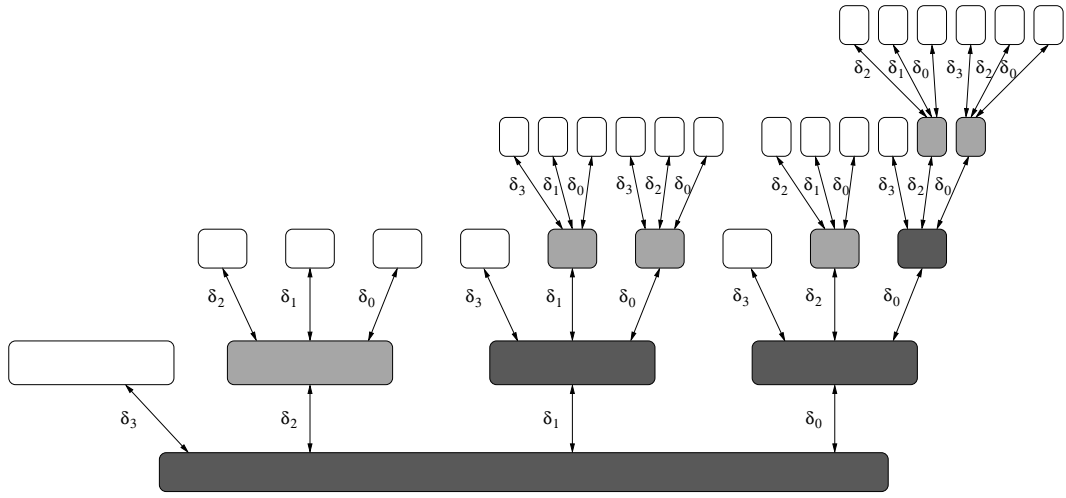 δ2 δ1 δ0 δ3 δ2 δ0
δ3 δ1 δ0 δ3 δ2 δ0 δ2 δ1 δ0 δ3 δ2 δ0
δ2 δ1 δ0 δ3 δ1 δ0 δ3 δ2 δ0
δ3 δ2 δ1 δ0